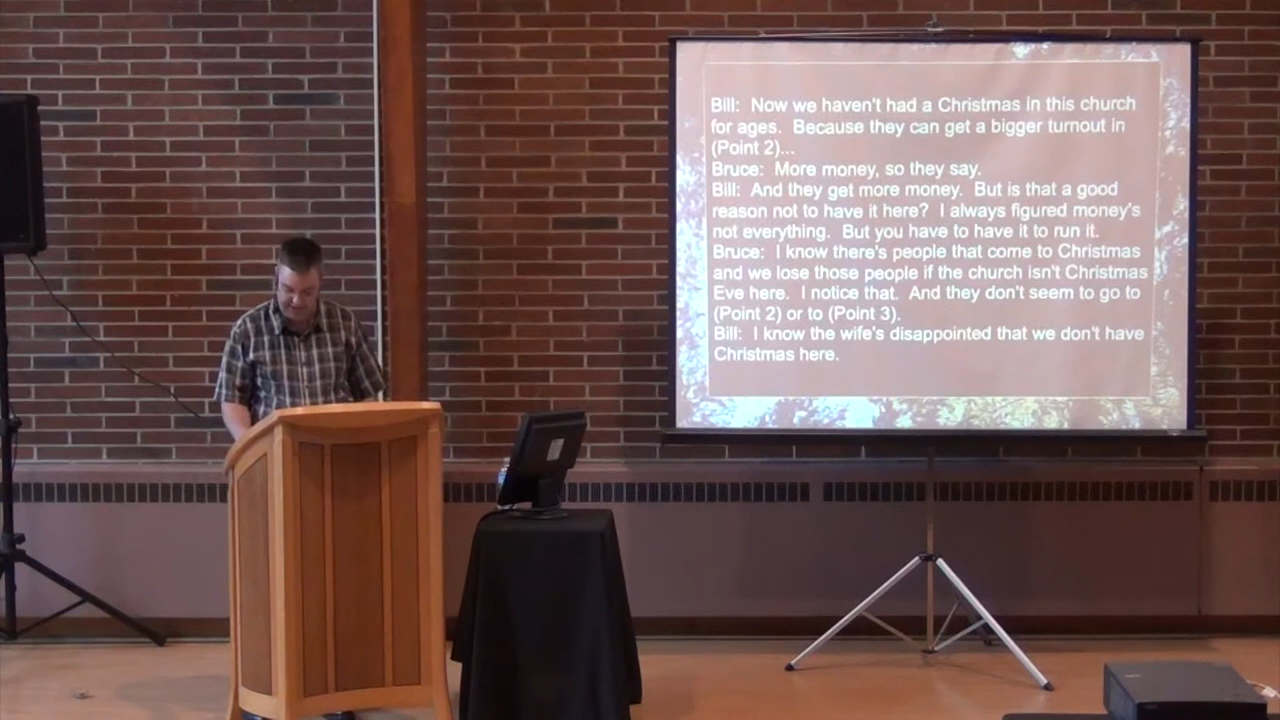 Bill:  Now we haven't had a Christmas in this church
for ages.  Because they can get a bigger turnout in
(Point 2)...
Bruce:  More money, so they say.
Bill:  And they get more money.  But is that a good
reason not to have it here?  I always figured money's
not everything.  But you have to have it to run it.
Bruce:  I know there's people that come to Christmas
and we lose those people if the church isn't Christmas
Eve here.  I notice that.  And they don't seem to go to
(Point 2) or to (Point 3).
Bill:  I know the wife's disappointed that we don't have
Christmas here.